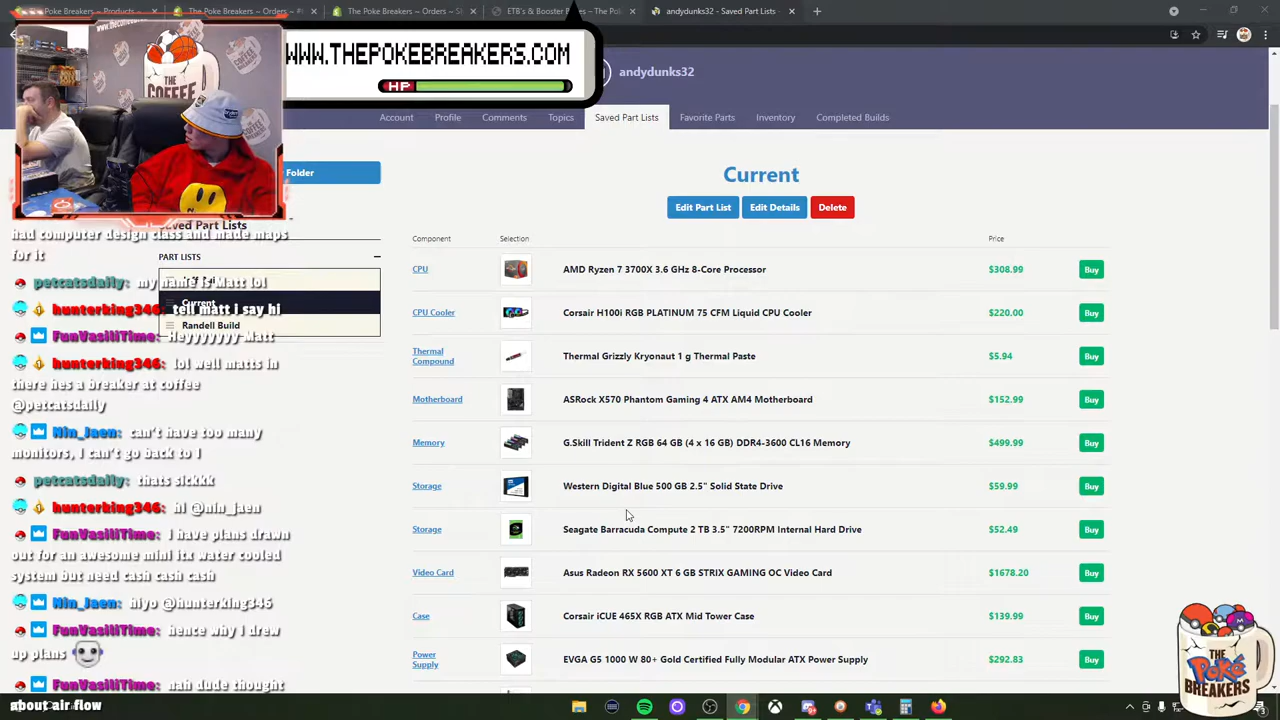 The Poke Breakers - Products -
The Poke Breakers - Orders -
The Poke Breakers - Orders - S
ETB's & Booster
andydunks32
WWW.THEPOKEBREAKERS.COM
HP
andydunks32
THE COFFEE
Account
Profile
Comments
Topics
Saved Part Lists
Favorite Parts
Inventory
Completed Builds
Folder
Saved Part Lists
PART LISTS
Current
Randell Build
Current
Edit Part List
Edit Details
Delete
Component
Selection
Price
CPU
AMD Ryzen 7 3700X 3.6 GHz 8-Core Processor
$308.99
Buy
CPU Cooler
Corsair H100i RGB PLATINUM 75 CFM Liquid CPU Cooler
$220.00
Buy
Thermal
Compound
Thermal Grizzly Kryonaut 1 g Thermal Paste
$5.94
Buy
Motherboard
ASRock X570 Phantom Gaming 4 ATX AM4 Motherboard
$152.99
Buy
Memory
G.Skill Trident Z RGB 64 GB (4 x 16 GB) DDR4-3600 CL16 Memory
$499.99
Buy
Storage
Western Digital Blue 500 GB 2.5" Solid State Drive
$59.99
Buy
Storage
Seagate Barracuda Compute 2 TB 3.5" 7200RPM Internal Hard Drive
$52.49
Buy
Video Card
Asus Radeon RX 5600 XT 6 GB STRIX GAMING OC Video Card
$1678.20
Buy
Case
Corsair iCUE 465X RGB ATX Mid Tower Case
$139.99
Buy
Power
Supply
EVGA G5 1000 W 80+ Gold Certified Fully Modular ATX Power Supply
$292.83
Buy
had computer design class and made maps
for it
petcatsdaily: my name is Matt lol
hunterking346: tell matt i say hi
FunVasiliTime: Heyyyyyyy Matt
hunterking346: lol well matts in
there hes a breaker at coffee
@petcatsdaily
Nin_Jaen: can't have too many
monitors, I can't go back to 1
petcatsdaily: thats sickkk
hunterking346: hi @nin_jaen
FunVasiliTime: I have plans drawn
out for an awesome mini itx water cooled
system but need cash cash cash
Nin_Jaen: hiyo @hunterking346
FunVasiliTime: hence why I drew
up plans
FunVasiliTime: nah dude thought
about air flow
THE
POKÉ
BREAKERS